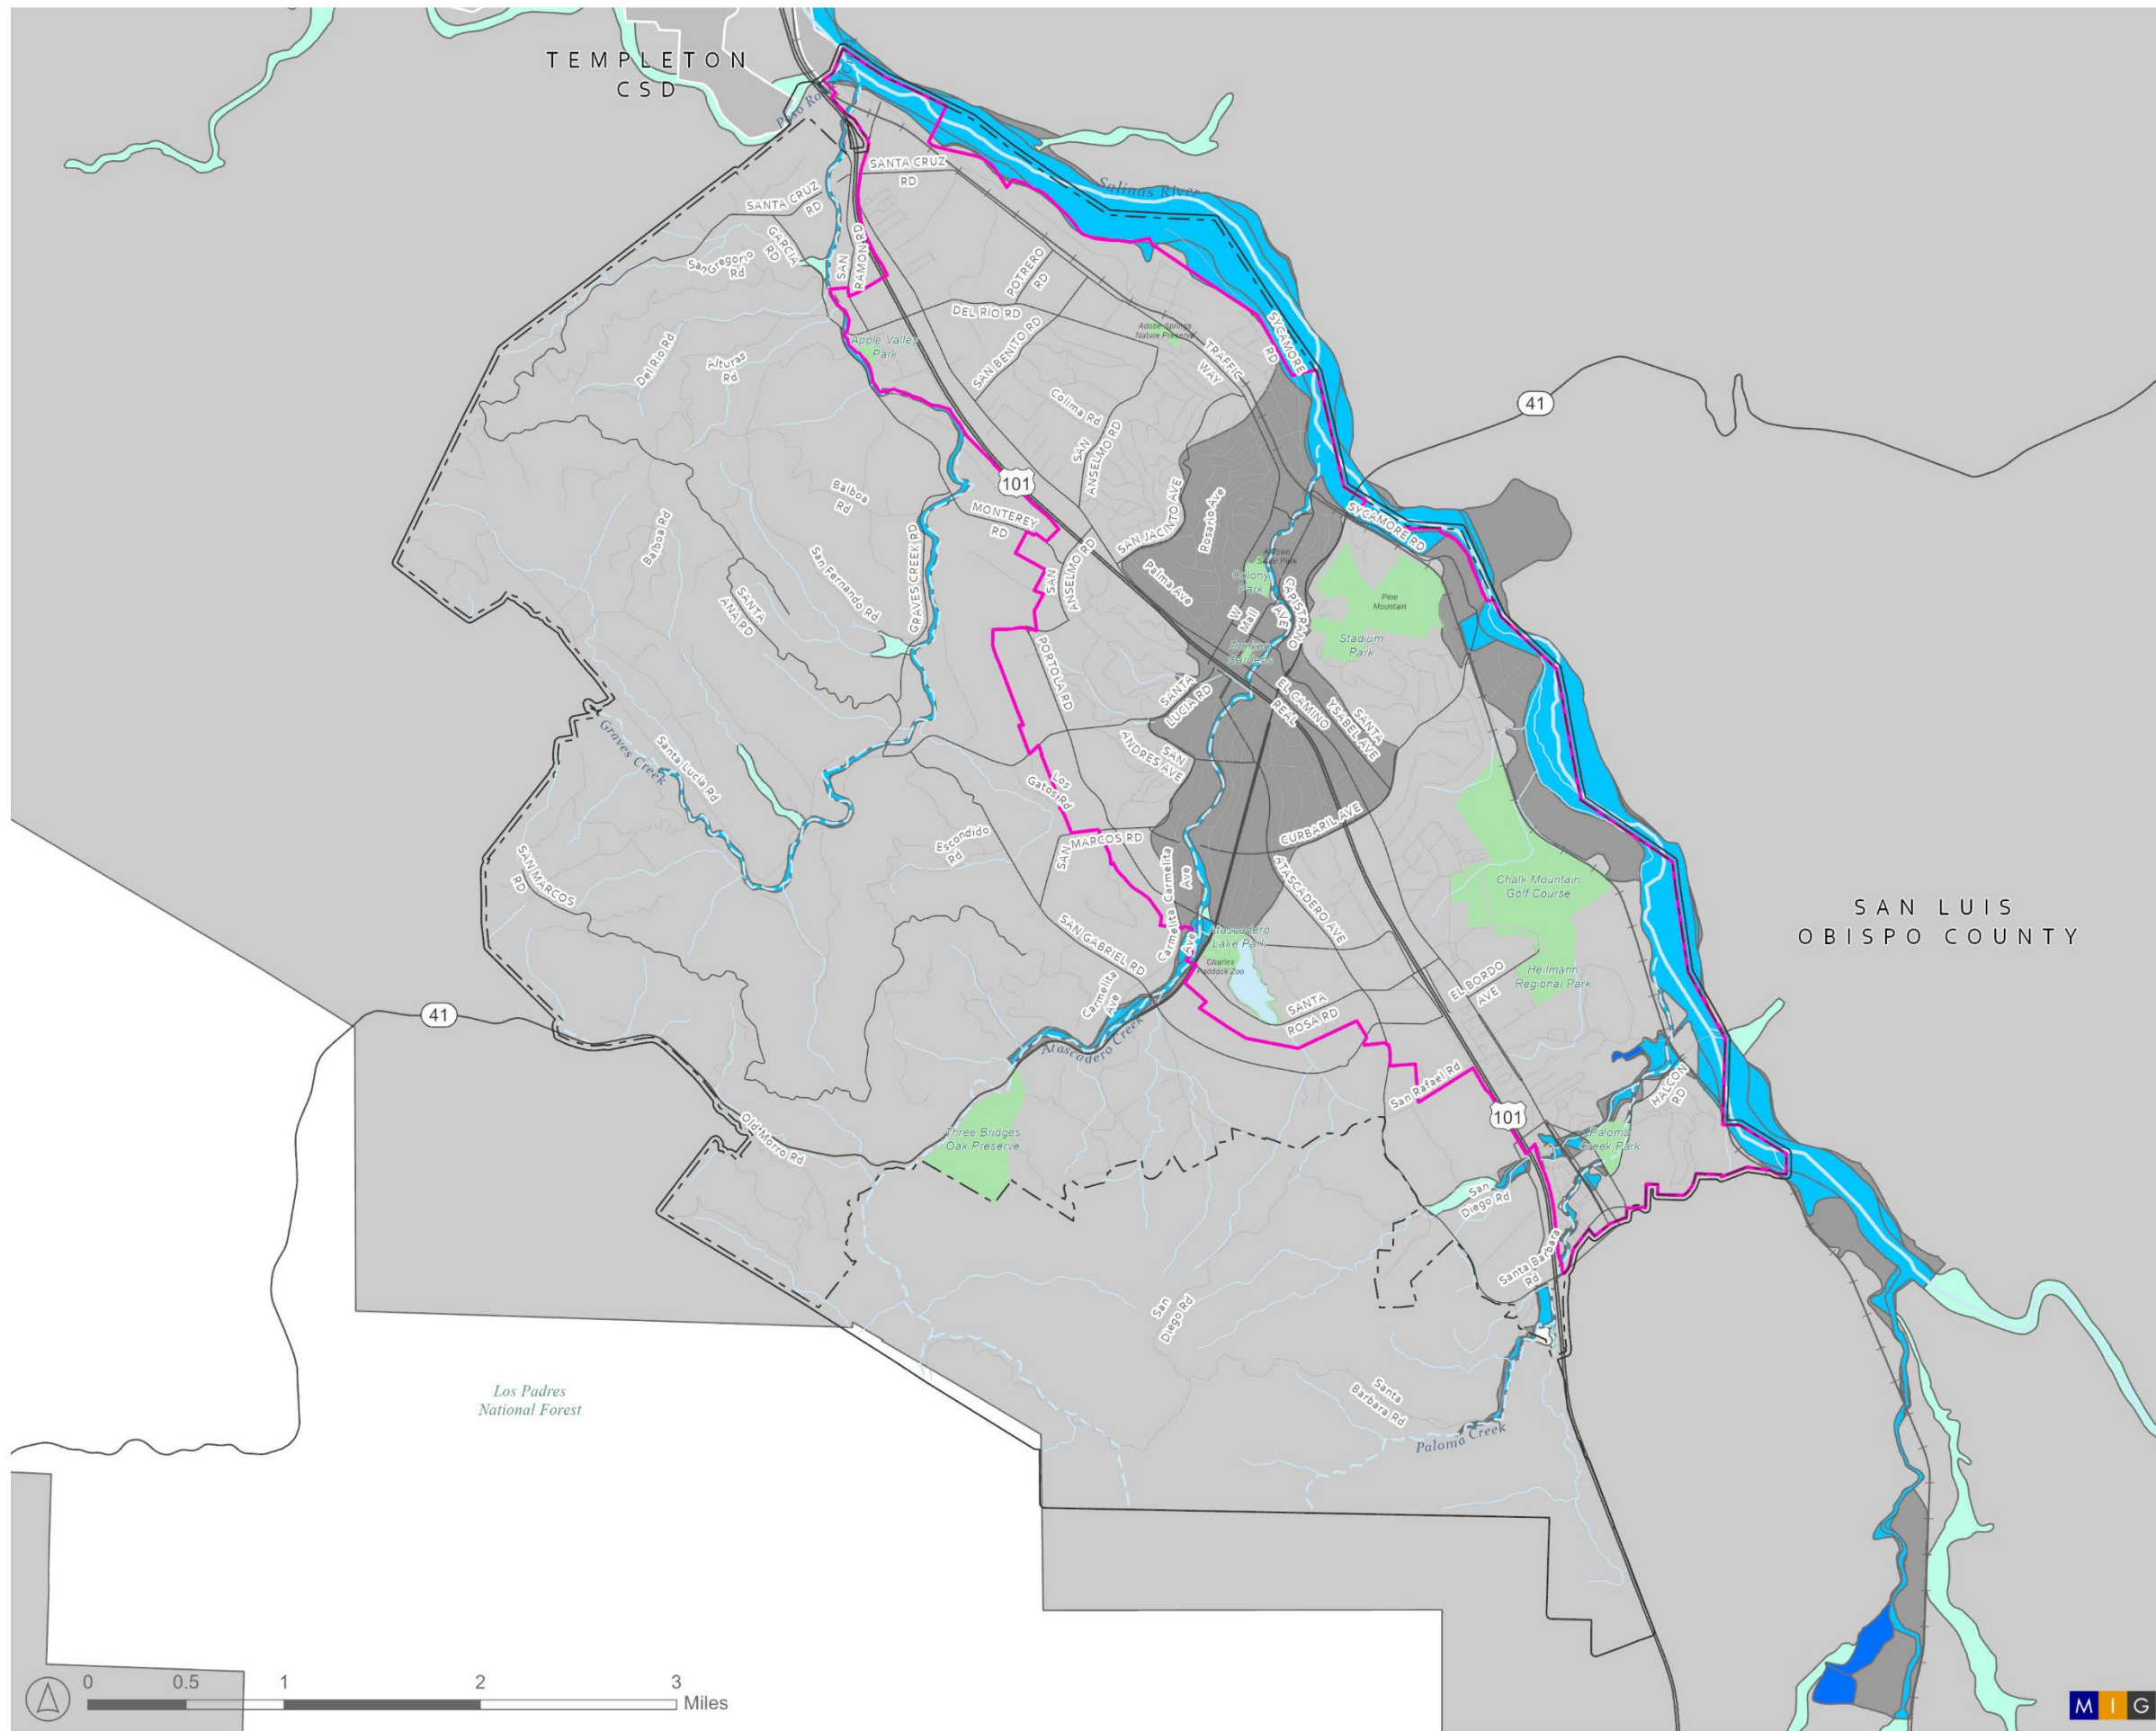 TEMPLETON
CSD
Salinas River
SANTA CRUZ
RD
SANTA CRUZ
RD
GARCIA
RD
San Gregorio
Rd
SAN
RAMON RD
POTRERO
RD
DEL RIO RD
SAN BENITO RD
Adobe Springs
Nature Preserve
Apple Valley
Park
SYCAMORE
RD
TRAFFIC
WAY
Del Rio Rd
Alturas
Rd
Colima Rd
41
SAN
ANSELMO RD
101
Balboa
Rd
Balboa Rd
MONTEREY
RD
SAN JACINTO AVE
Rosario Ave
SYCAMORE RD
GRAVES CREEK RD
San Fernando Rd
SAN
ANSELMO RD
Palma Ave
Colony
Park
CAPISTRANO
AVE
W
Mall
Pine
Mountain
Stadium
Park
SANTA
ANA RD
PORTOLA RD
SANTA
LUCIA RD
EL CAMINO
REAL
SANTA
YSABEL AVE
Graves Creek
Santa Lucia Rd
SAN
ANDRES AVE
Los
Gatos Rd
Escondido
Rd
SAN MARCOS RD
CURBARIL AVE
SAN MARCOS
RD
Carmelita
Ave
ATASCADERO AVE
Chalk Mountain
Golf Course
SAN LUIS
OBISPO COUNTY
SAN GABRIEL RD
Carmelita
Ave
Atascadero
Lake Park
Charles
Paddock Zoo
Heilmann
Regional Park
EL BORDO
AVE
Carmelita
Ave
SANTA
ROSA RD
41
Atascadero Creek
San Rafael Rd
HALCON
RD
101
Old Morro Rd
Three Bridges
Oak Preserve
Paloma
Creek Park
San
Diego Rd
Santa Barbara
Rd
San
Diego Rd
Santa
Barbara Rd
Paloma Creek
Los Padres
National Forest
0 0.5 1 2 3
Miles
M I G